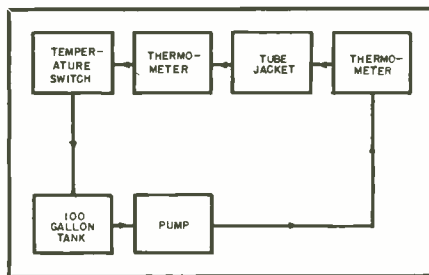 TEMPER-
ATURE
SWITCH
THERMO-
METER
TUBE
JACKET
THERMO-
METER
100
GALLON
TANK
PUMP